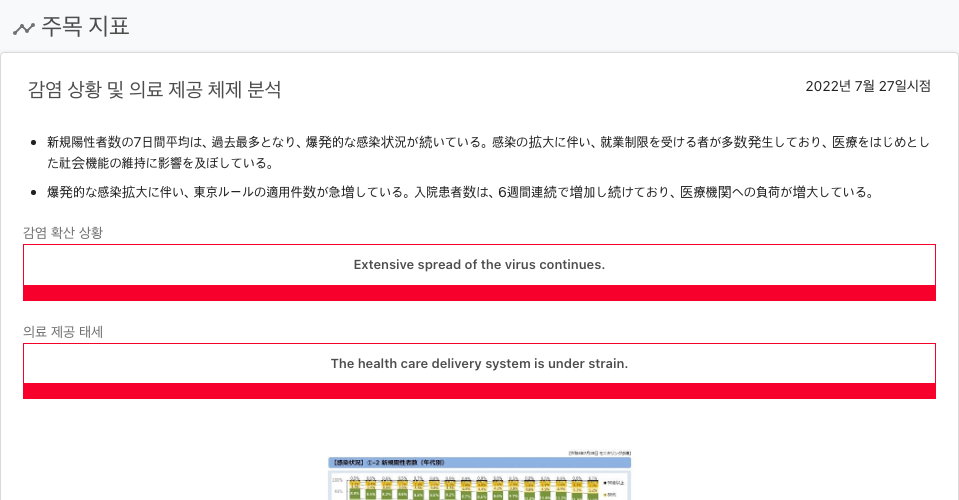 주목 지표
감염 상황 및 의료 제공 체제 분석
2022년 7월 27일시점
新規陽性者数の7日間平均は、過去最多となり、爆発的な感染状況が続いている。感染の拡大に伴い、就業制限を受ける者が多数発生しており、医療をはじめとし
た社会機能の維持に影響を及ぼしている。
爆発的な感染拡大に伴い、東京ルールの適用件数が急増している。入院患者数は、6週間連続で増加し続けており、医療機関への負荷が増大している。
감염 확산 상황
Extensive spread of the virus continues.
의료 제공 태세
The health care delivery system is under strain.
【感染状況】①-2 新規陽性者数（年代別）
100%